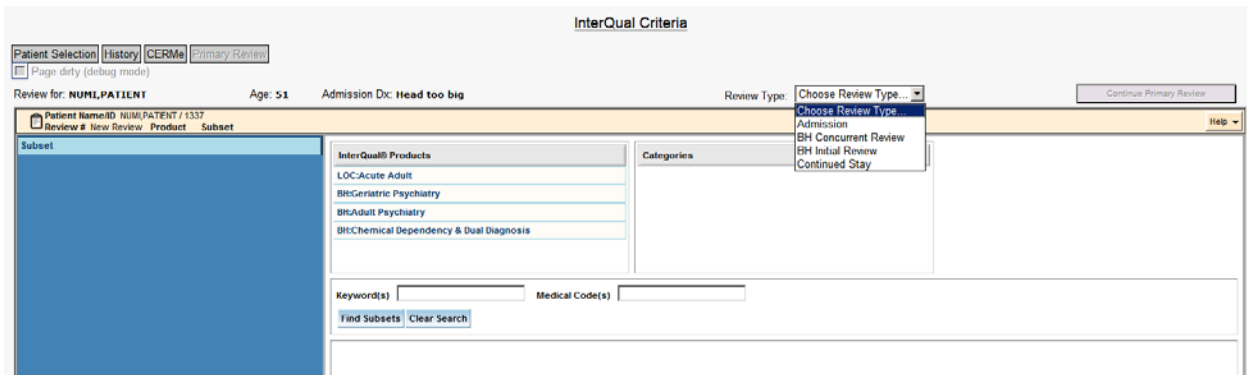 InterQual Criteria
Patient Selection History CERMe Primary Review
Page dirty (debug mode)
Review for: NUMI,PATIENT Age: 51 Admission Dx: Head too big Review Type: Choose Review Type... Continue Primary Review
Choose Review Type...
Admission
BH Concurrent Review
BH Initial Review
Continued Stay
Patient Name/ID NUMI,PATIENT / 1337
Review # New Review Product Subset
Help
Subset
InterQual® Products Categories
LOC:Acute Adult
BH:Geriatric Psychiatry
BH:Adult Psychiatry
BH:Chemical Dependency & Dual Diagnosis
Keyword(s) Medical Code(s)
Find Subsets Clear Search